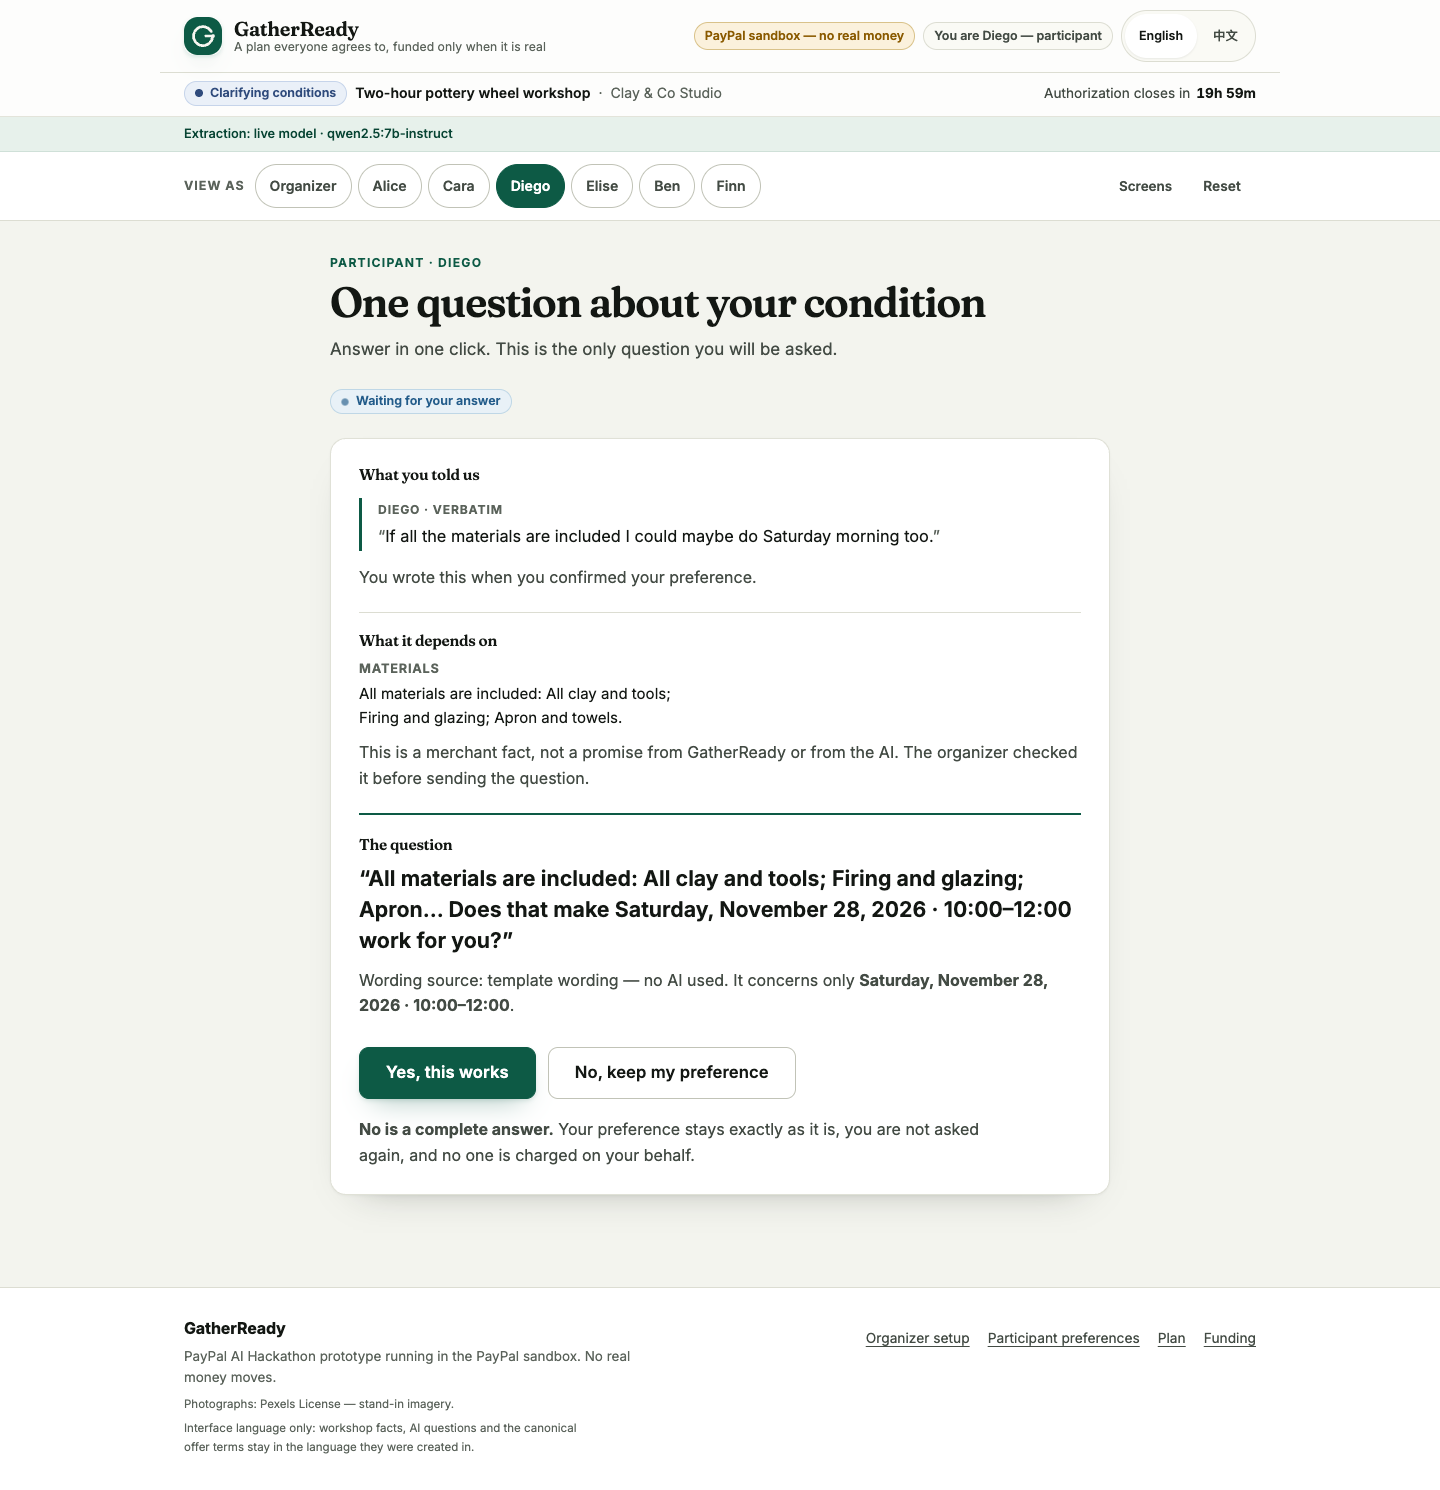 GatherReady
A plan everyone agrees to, funded only when it is real
PayPal sandbox — no real money
You are Diego — participant
English
中文
Clarifying conditions
Two-hour pottery wheel workshop · Clay & Co Studio
Authorization closes in 19h 59m
Extraction: live model · qwen2.5:7b-instruct
VIEW AS
Organizer
Alice
Cara
Diego
Elise
Ben
Finn
Screens
Reset
PARTICIPANT · DIEGO
One question about your condition
Answer in one click. This is the only question you will be asked.
Waiting for your answer
What you told us
DIEGO · VERBATIM
“If all the materials are included I could maybe do Saturday morning too.”
You wrote this when you confirmed your preference.
What it depends on
MATERIALS
All materials are included: All clay and tools;
Firing and glazing; Apron and towels.
This is a merchant fact, not a promise from GatherReady or from the AI. The organizer checked
it before sending the question.
The question
“All materials are included: All clay and tools; Firing and glazing;
Apron… Does that make Saturday, November 28, 2026 · 10:00–12:00
work for you?”
Wording source: template wording — no AI used. It concerns only Saturday, November 28,
2026 · 10:00–12:00.
Yes, this works
No, keep my preference
No is a complete answer. Your preference stays exactly as it is, you are not asked
again, and no one is charged on your behalf.
GatherReady
PayPal AI Hackathon prototype running in the PayPal sandbox. No real
money moves.
Photographs: Pexels License — stand-in imagery.
Interface language only: workshop facts, AI questions and the canonical
offer terms stay in the language they were created in.
Organizer setup
Participant preferences
Plan
Funding